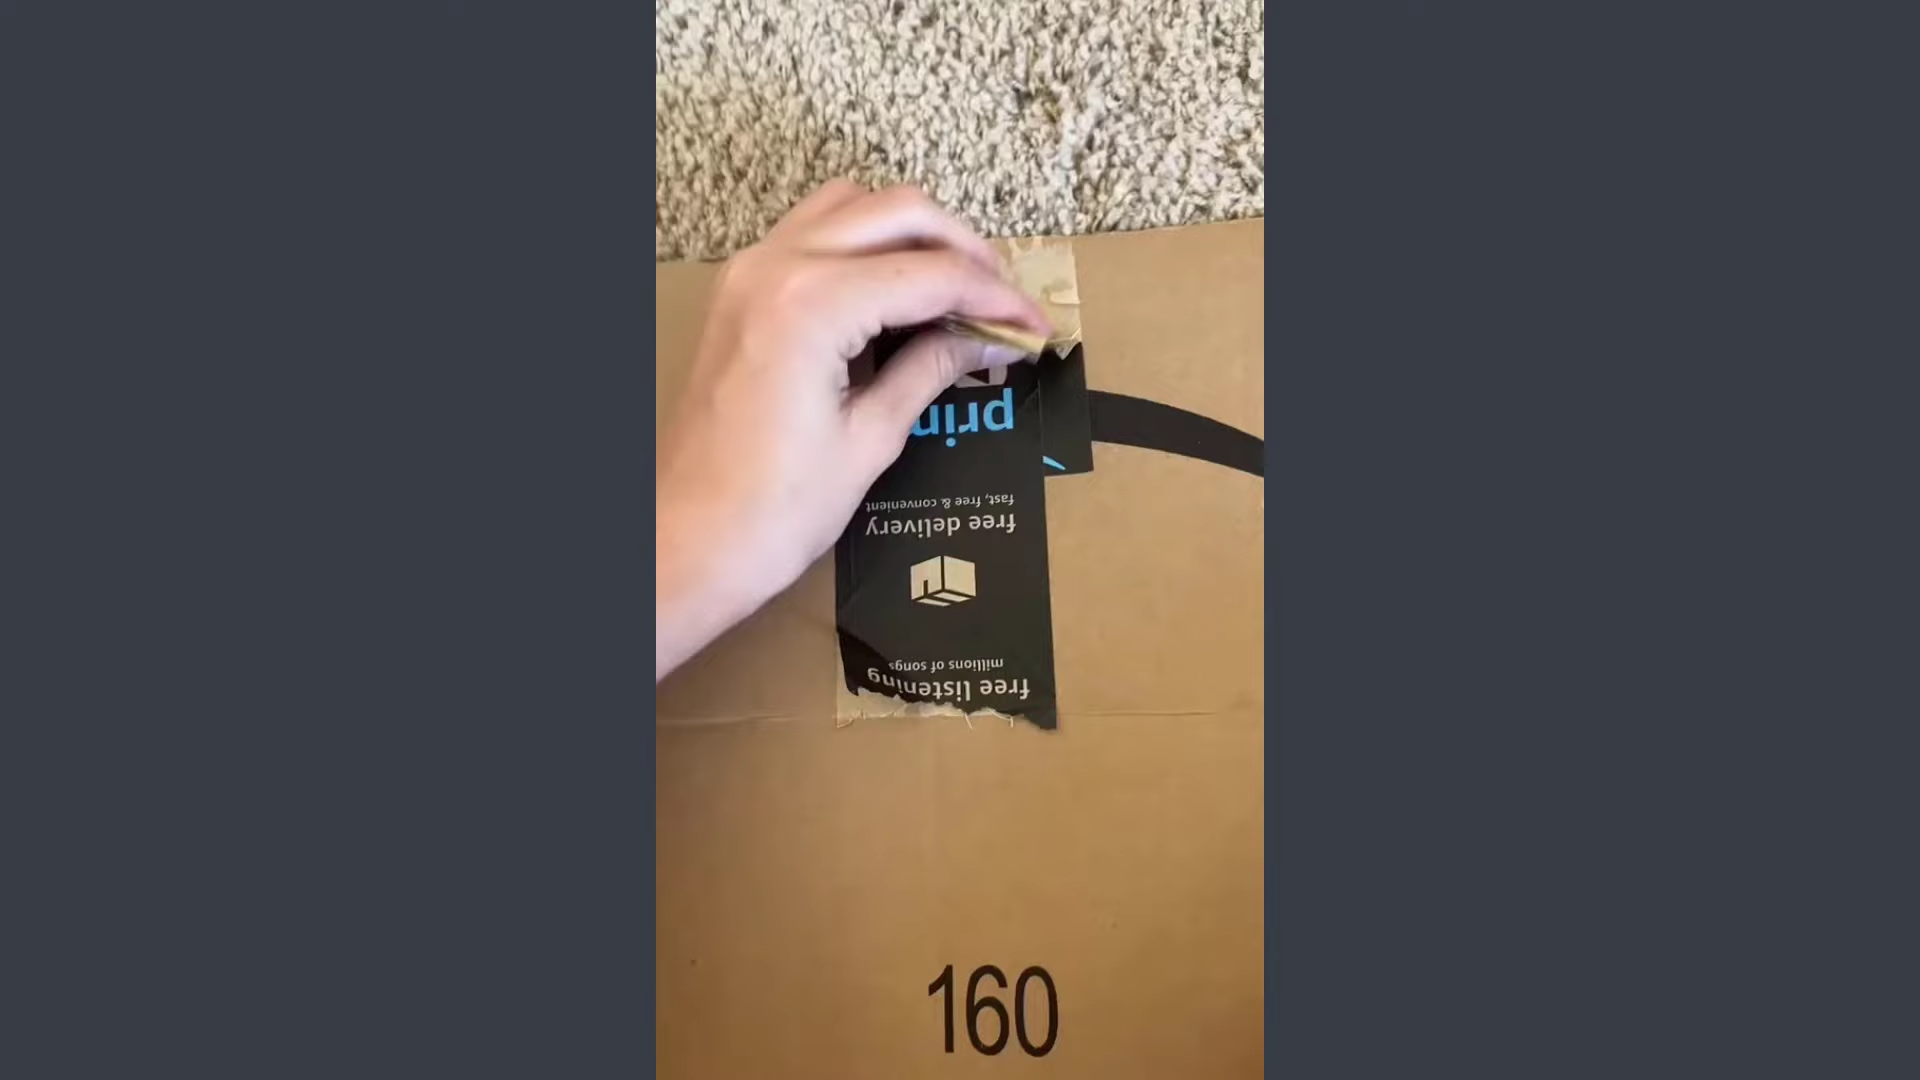 prim
fast, free & convenient
free delivery
millions of songs
free listening
160